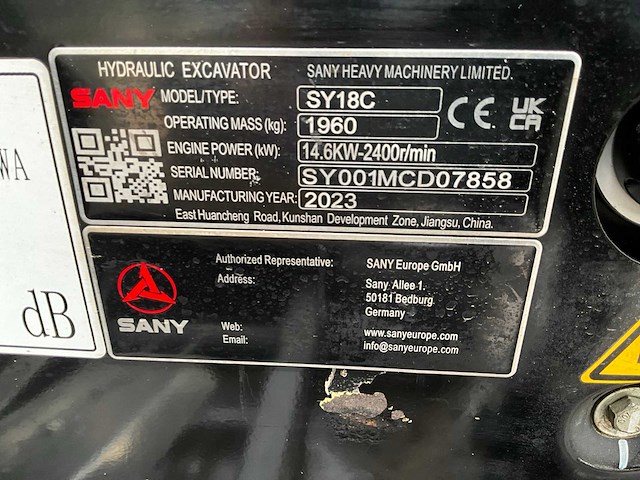 HYDRAULIC EXCAVATOR SANY HEAVY MACHINERY LIMITED.
SANY MODEL/TYPE: SY18C
OPERATING MASS (kg): 1960
CE UK CA
ENGINE POWER (kW): 14.6KW-2400r/min
SERIAL NUMBER: SY001MCD07858
MANUFACTURING YEAR: 2023
East Huancheng Road, Kunshan Development Zone, Jiangsu, China.
WA
dB
SANY
Authorized Representative: SANY Europe GmbH
Address: Sany Allee 1.
50181 Bedburg.
Germany
Web: www.sanyeurope.com
Email: info@sanyeurope.com